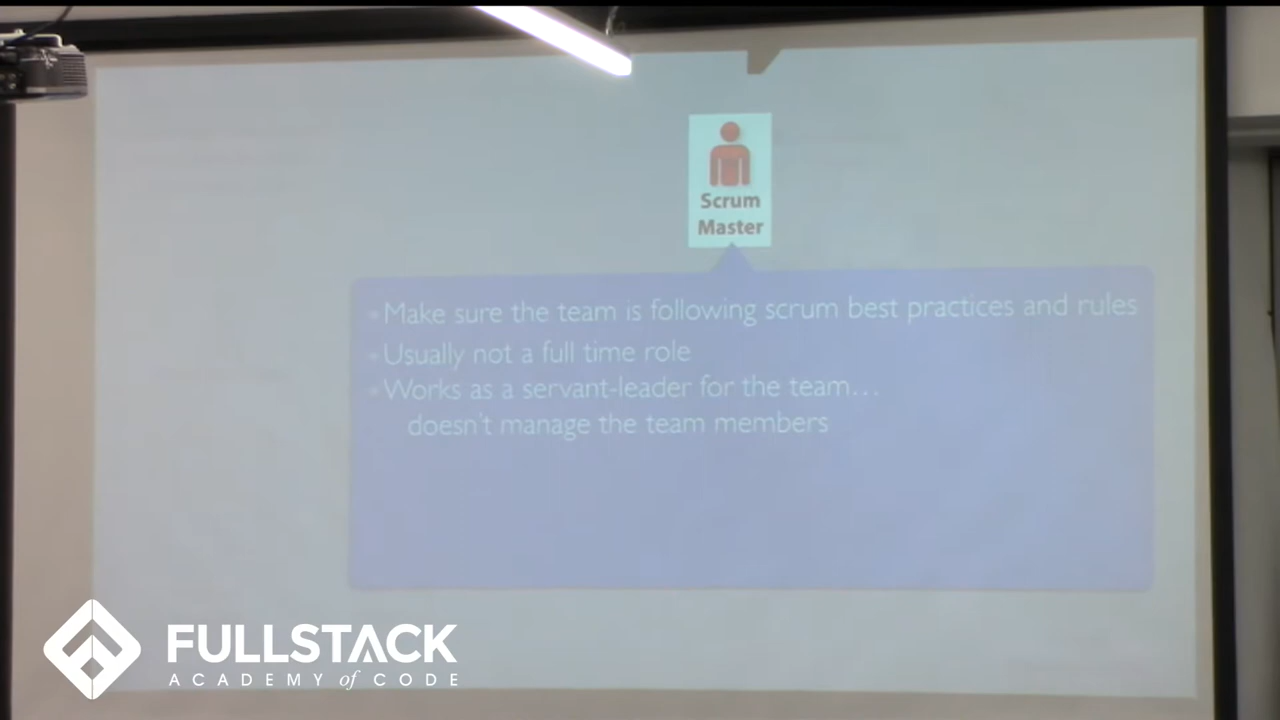 Scrum
Master
• Make sure the team is following scrum best practices and rules
• Usually not a full time role
• Works as a servant-leader for the team...
doesn't manage the team members
FULLSTACK
ACADEMY of CODE